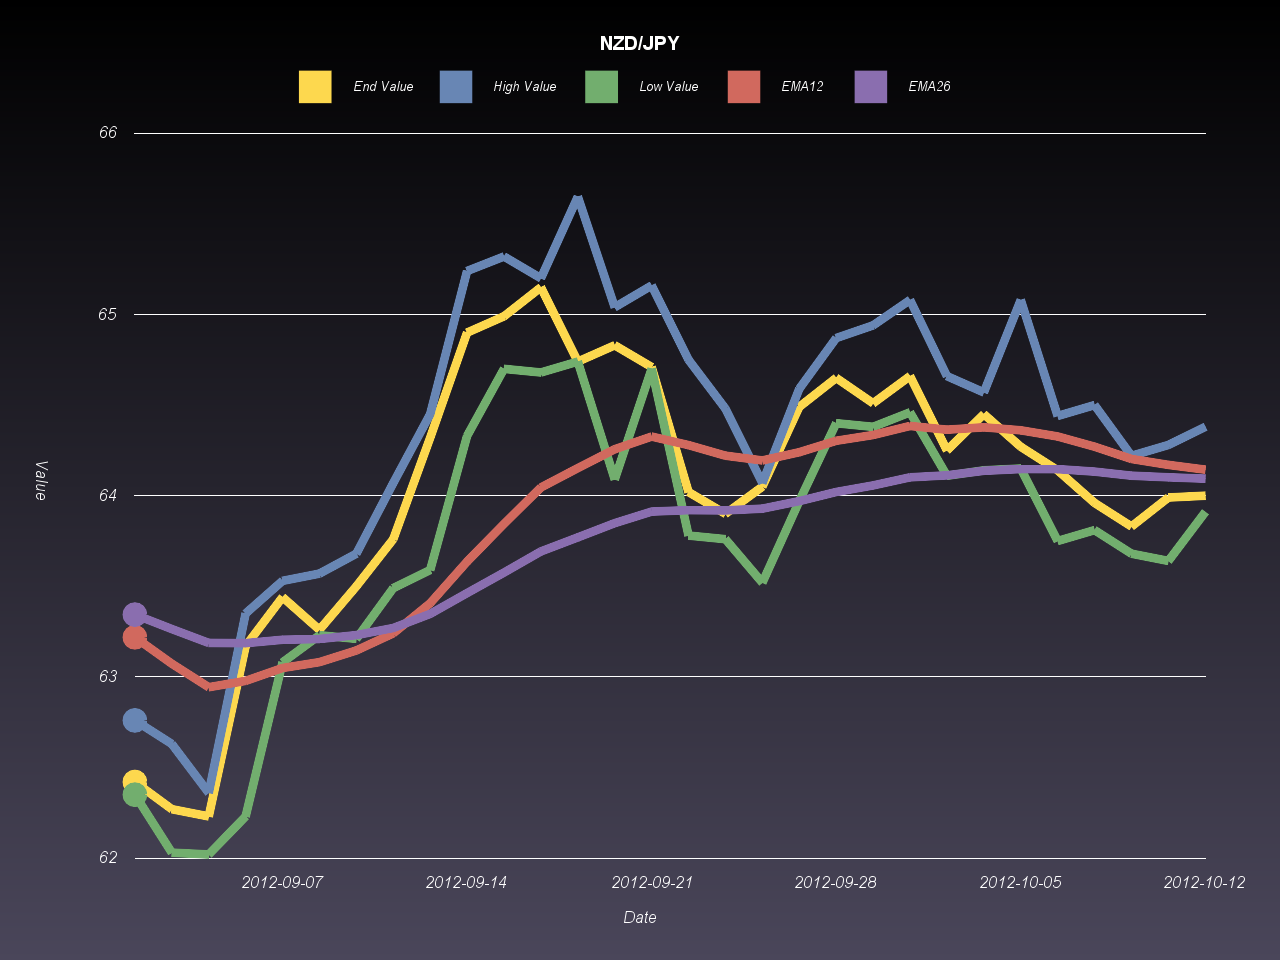 NZD/JPY
End Value High Value Low Value EMA12 EMA26
66
65
64
63
62
Value
2012-09-07 2012-09-14 2012-09-21 2012-09-28 2012-10-05 2012-10-12
Date